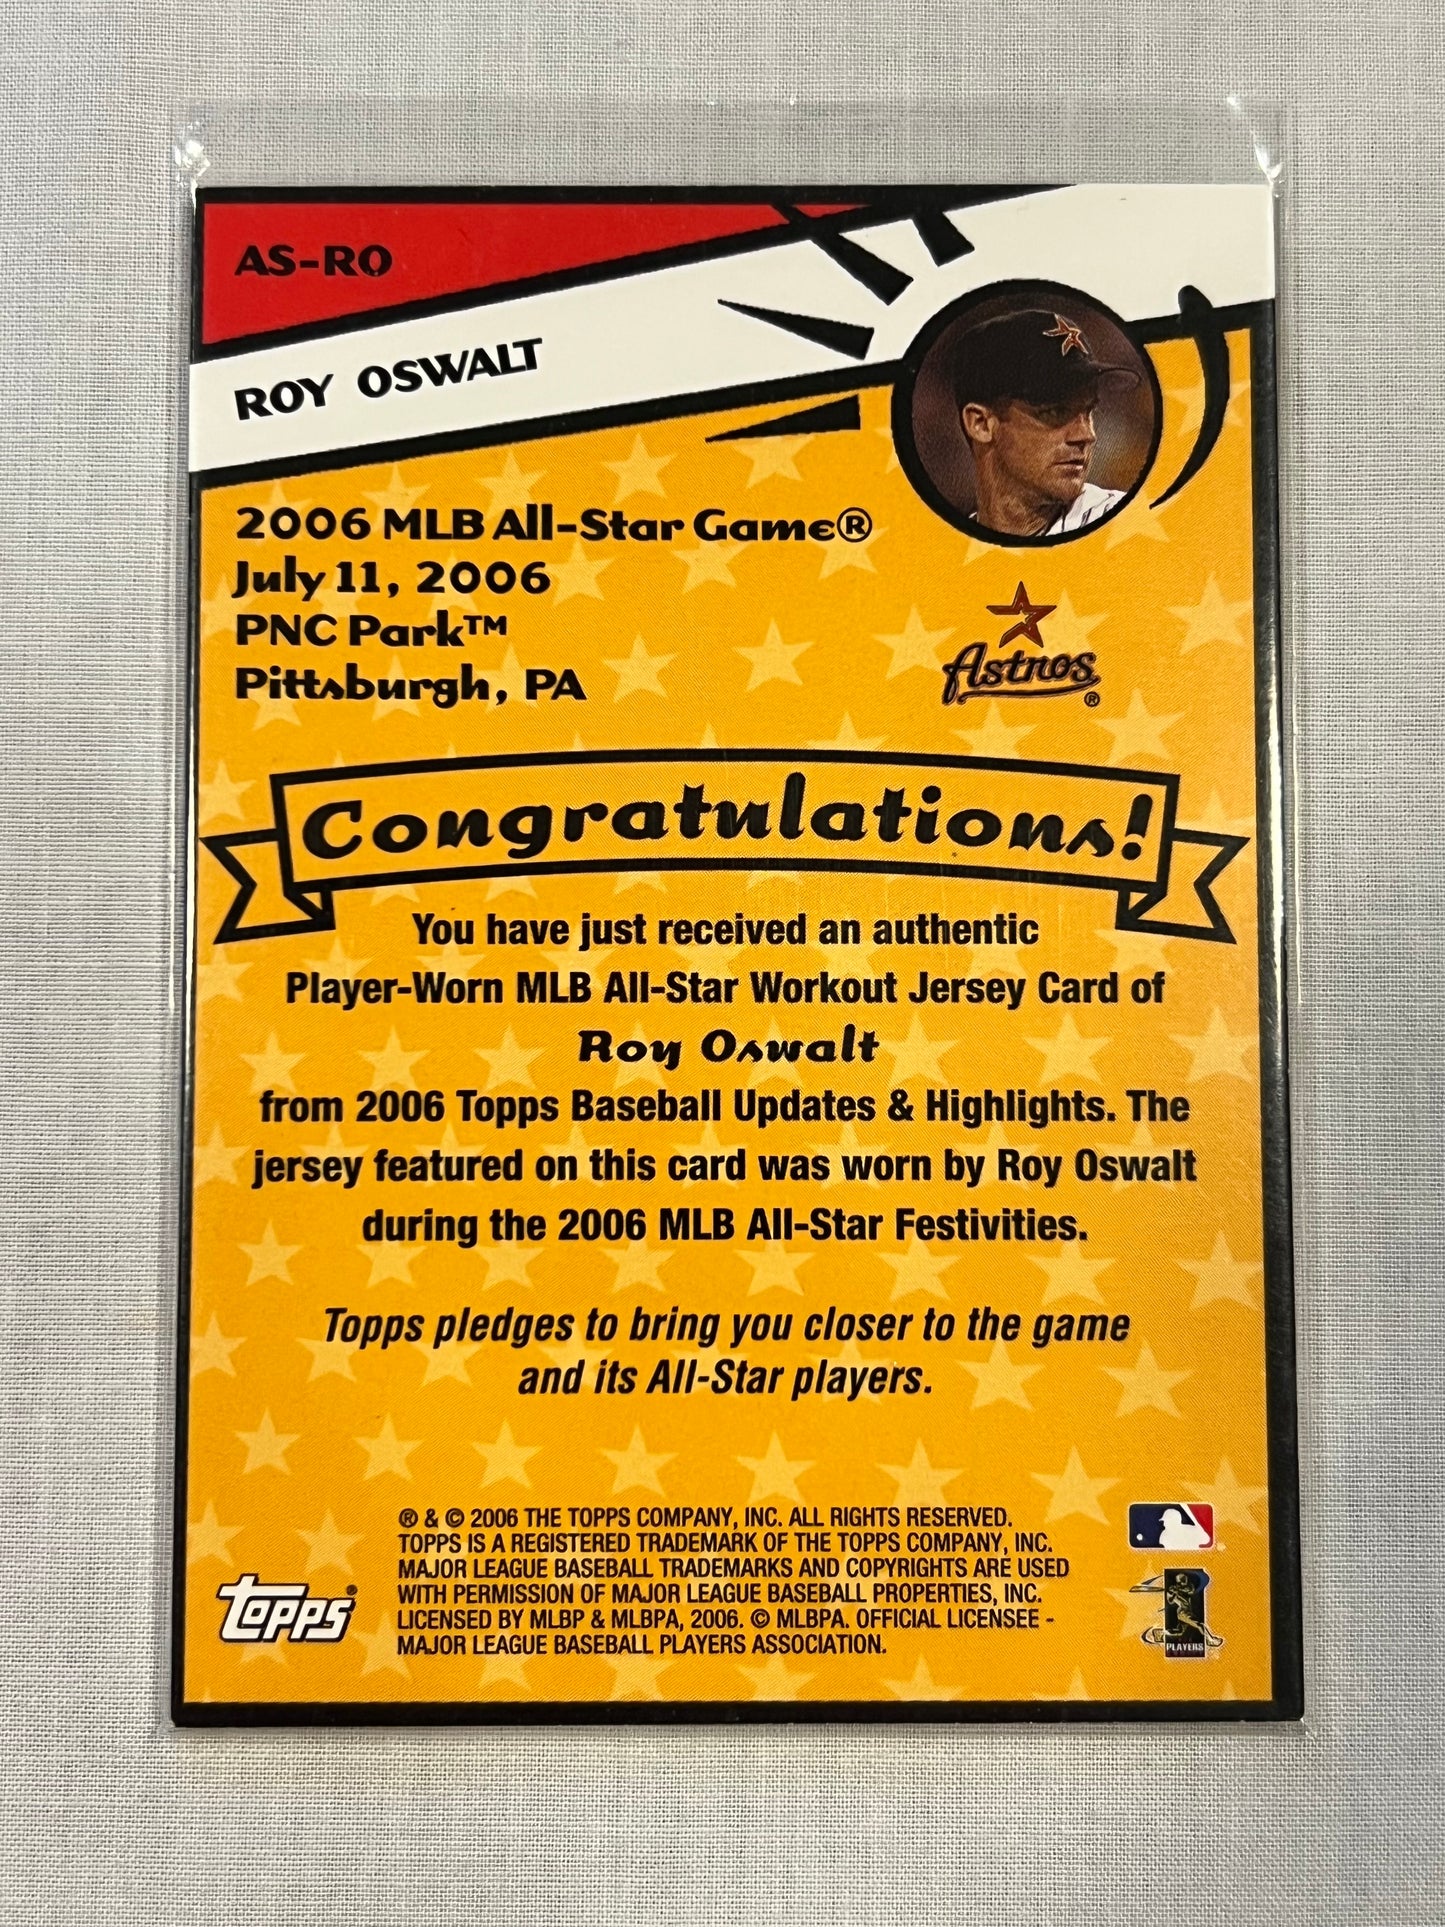 AS-RO
ROY OSWALT
2006 MLB All-Star Game®
July 11, 2006
PNC Park™
Pittsburgh, PA
Astros®
Congratulations!
You have just received an authentic
Player-Worn MLB All-Star Workout Jersey Card of
Roy Oswalt
from 2006 Topps Baseball Updates & Highlights. The
jersey featured on this card was worn by Roy Oswalt
during the 2006 MLB All-Star Festivities.
Topps pledges to bring you closer to the game
and its All-Star players.
® & © 2006 THE TOPPS COMPANY, INC. ALL RIGHTS RESERVED.
TOPPS IS A REGISTERED TRADEMARK OF THE TOPPS COMPANY, INC.
MAJOR LEAGUE BASEBALL TRADEMARKS AND COPYRIGHTS ARE USED
WITH PERMISSION OF MAJOR LEAGUE BASEBALL PROPERTIES, INC.
LICENSED BY MLBP & MLBPA, 2006. © MLBPA. OFFICIAL LICENSEE -
MAJOR LEAGUE BASEBALL PLAYERS ASSOCIATION.
Topps®
PLAYERS